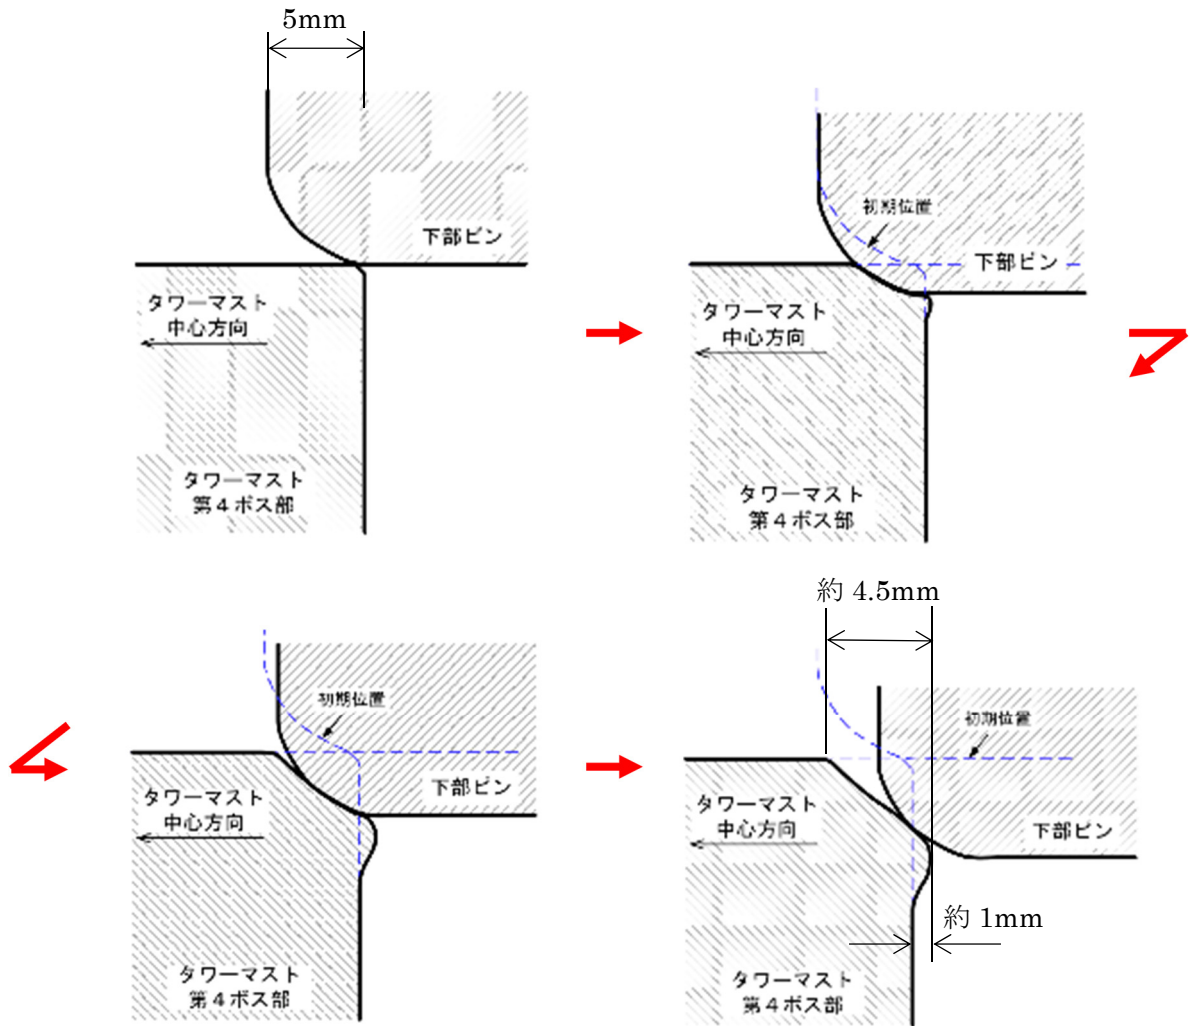 5mm
下部ピン
タワーマスト
中心方向
タワーマスト
第４ボス部
初期位置
下部ピン
タワーマスト
中心方向
タワーマスト
第４ボス部
初期位置
下部ピン
タワーマスト
中心方向
タワーマスト
第４ボス部
約 4.5mm
初期位置
タワーマスト
中心方向
下部ピン
約 1mm
タワーマスト
第４ボス部